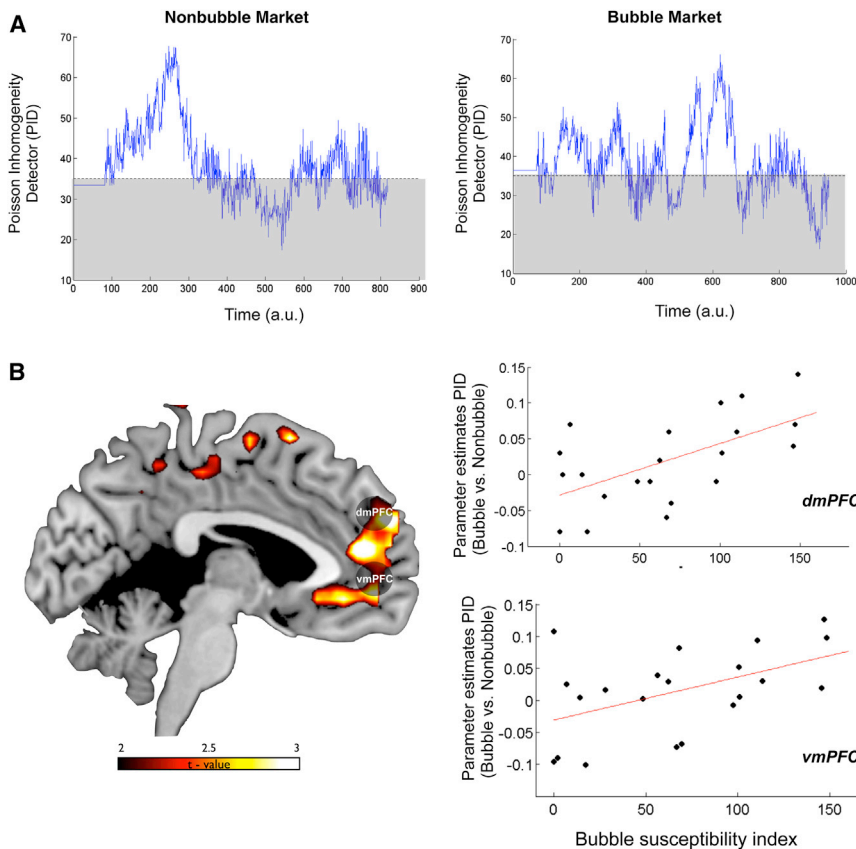 A
Nonbubble Market
Bubble Market
Poisson Inhomogeneity
Detector (PID)
70
60
50
40
30
20
10
0
100
200
300
400
500
600
700
800
900
Time (a.u.)
Poisson Inhomogeneity
Detector (PID)
70
60
50
40
30
20
10
0
200
400
600
800
1000
Time (a.u.)
B
dmPFC
vmPFC
2
2.5
3
t - value
Parameter estimates PID
(Bubble vs. Nonbubble)
0.15
0.1
0.05
0
-0.05
-0.1
0
50
100
150
dmPFC
Parameter estimates PID
(Bubble vs. Nonbubble)
0.15
0.1
0.05
0
-0.05
-0.1
0
50
100
150
vmPFC
Bubble susceptibility index